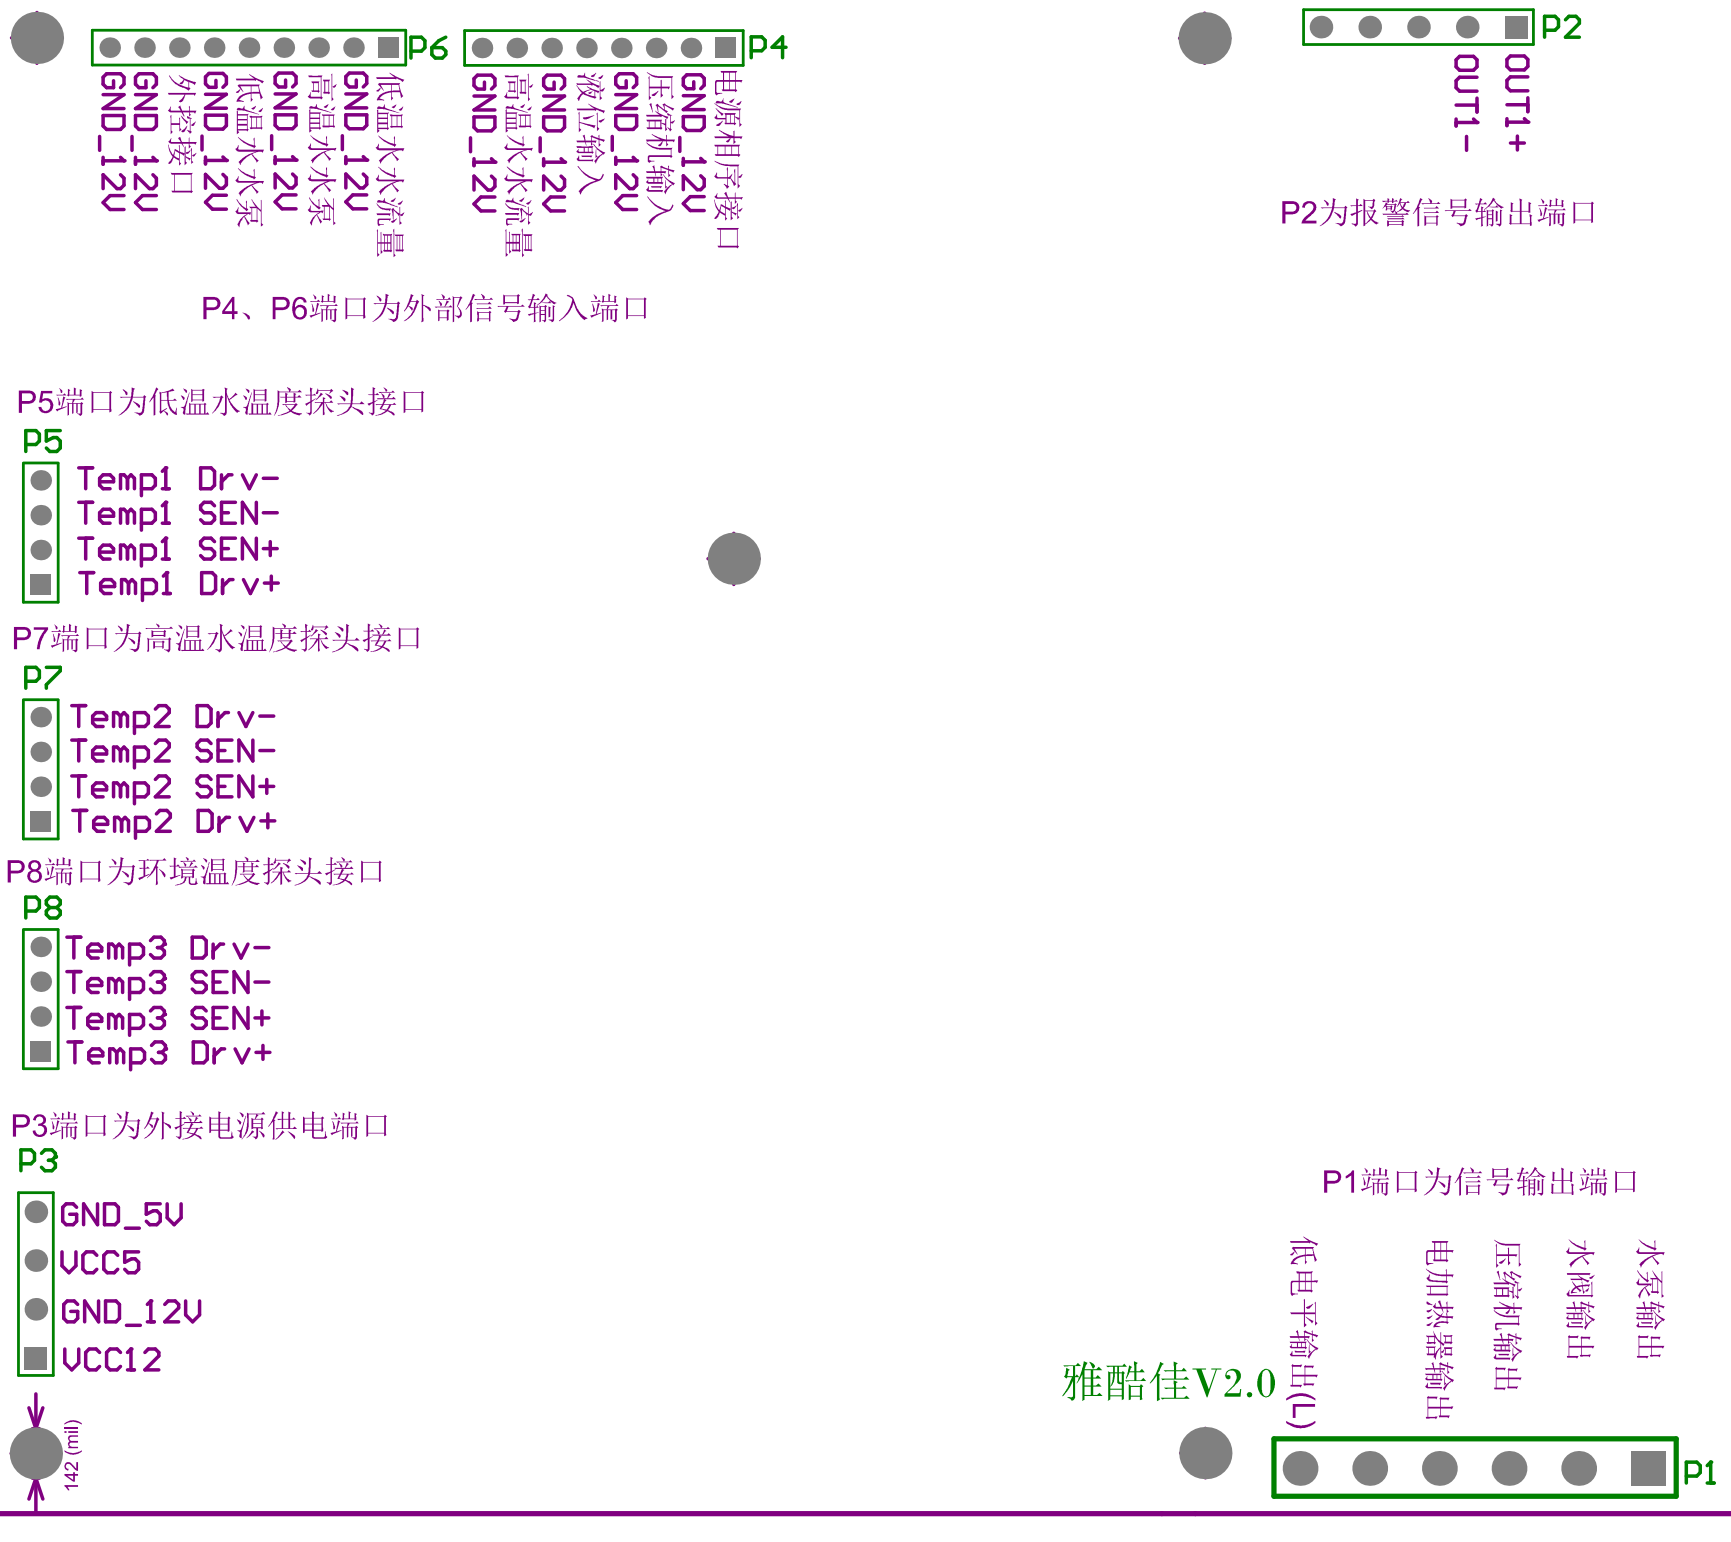 P6
GND_12V
GND_12V
外控接口
GND_12V
低温水水泵
GND_12V
高温水水泵
GND_12V
低温水水流量
P4
GND_12V
高温水水流量
GND_12V
液位输入
GND_12V
压缩机输入
GND_12V
电源相序接口
P2
OUT1-
OUT1+
P2为报警信号输出端口
P4、P6端口为外部信号输入端口
P5端口为低温水温度探头接口
P5
Temp1 Drv-
Temp1 SEN-
Temp1 SEN+
Temp1 Drv+
P7端口为高温水温度探头接口
P7
Temp2 Drv-
Temp2 SEN-
Temp2 SEN+
Temp2 Drv+
P8端口为环境温度探头接口
P8
Temp3 Drv-
Temp3 SEN-
Temp3 SEN+
Temp3 Drv+
P3端口为外接电源供电端口
P3
GND_5V
VCC5
GND_12V
VCC12
142 (mil)
P1端口为信号输出端口
低电平输出(L)
电加热器输出
压缩机输出
水阀输出
水泵输出
雅酷佳V2.0
P1